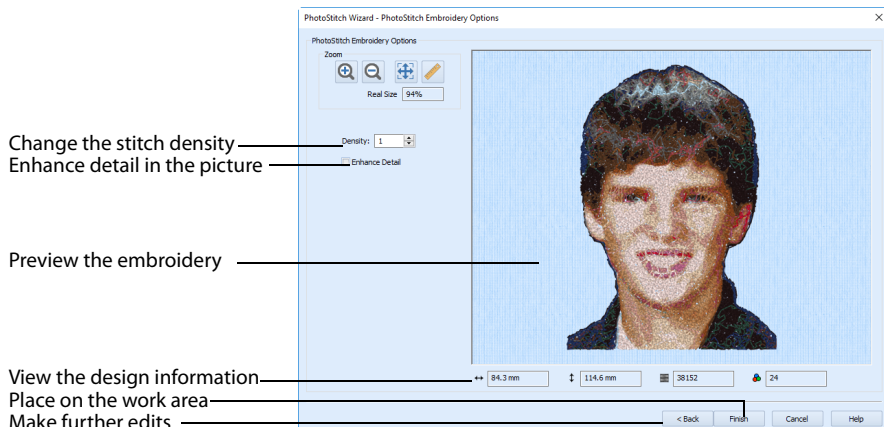 PhotoStitch Wizard - PhotoStitch Embroidery Options
PhotoStitch Embroidery Options
Zoom
Real Size 94%
Change the stitch density
Density: 1
Enhance detail in the picture
Enhance Detail
Preview the embroidery
View the design information
84.3 mm 114.6 mm 38152 24
Place on the work area
Make further edits
< Back Finish Cancel Help